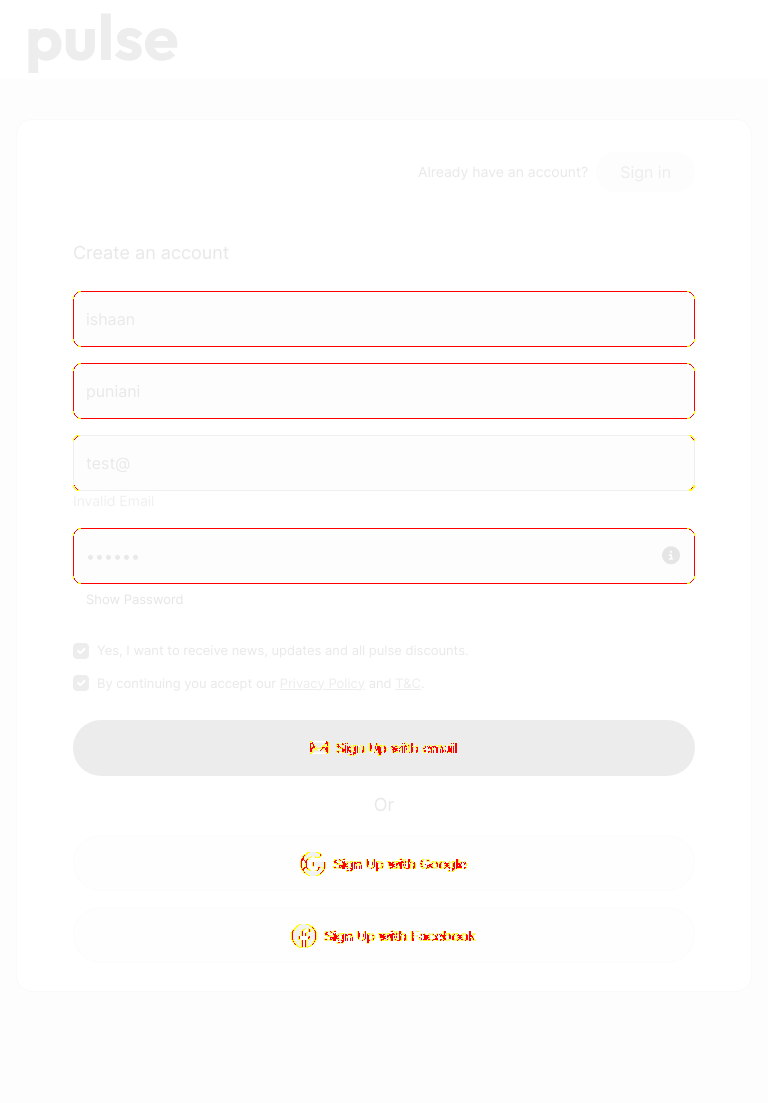 pulse
Already have an account? Sign in
Create an account
ishaan
puniani
test@
Invalid Email
••••••
Show Password
Yes, I want to receive news, updates and all pulse discounts.
By continuing you accept our Privacy Policy and T&C.
Sign Up with email
Or
Sign Up with Google
Sign Up with Facebook